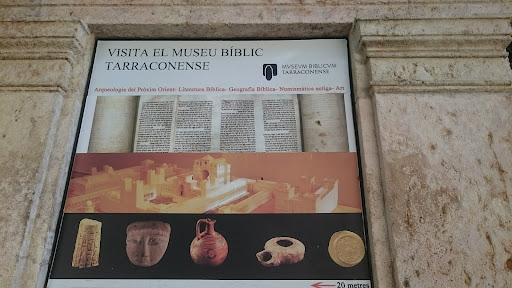 VISITA EL MUSEU BÍBLIC
TARRACONENSE
MVSEVM BIBLICVM
TARRACONENSE
Arqueologia del Pròxim Orient- Literatura Bíblica- Geografia Bíblica- Numismàtica antiga- Art
20 metres